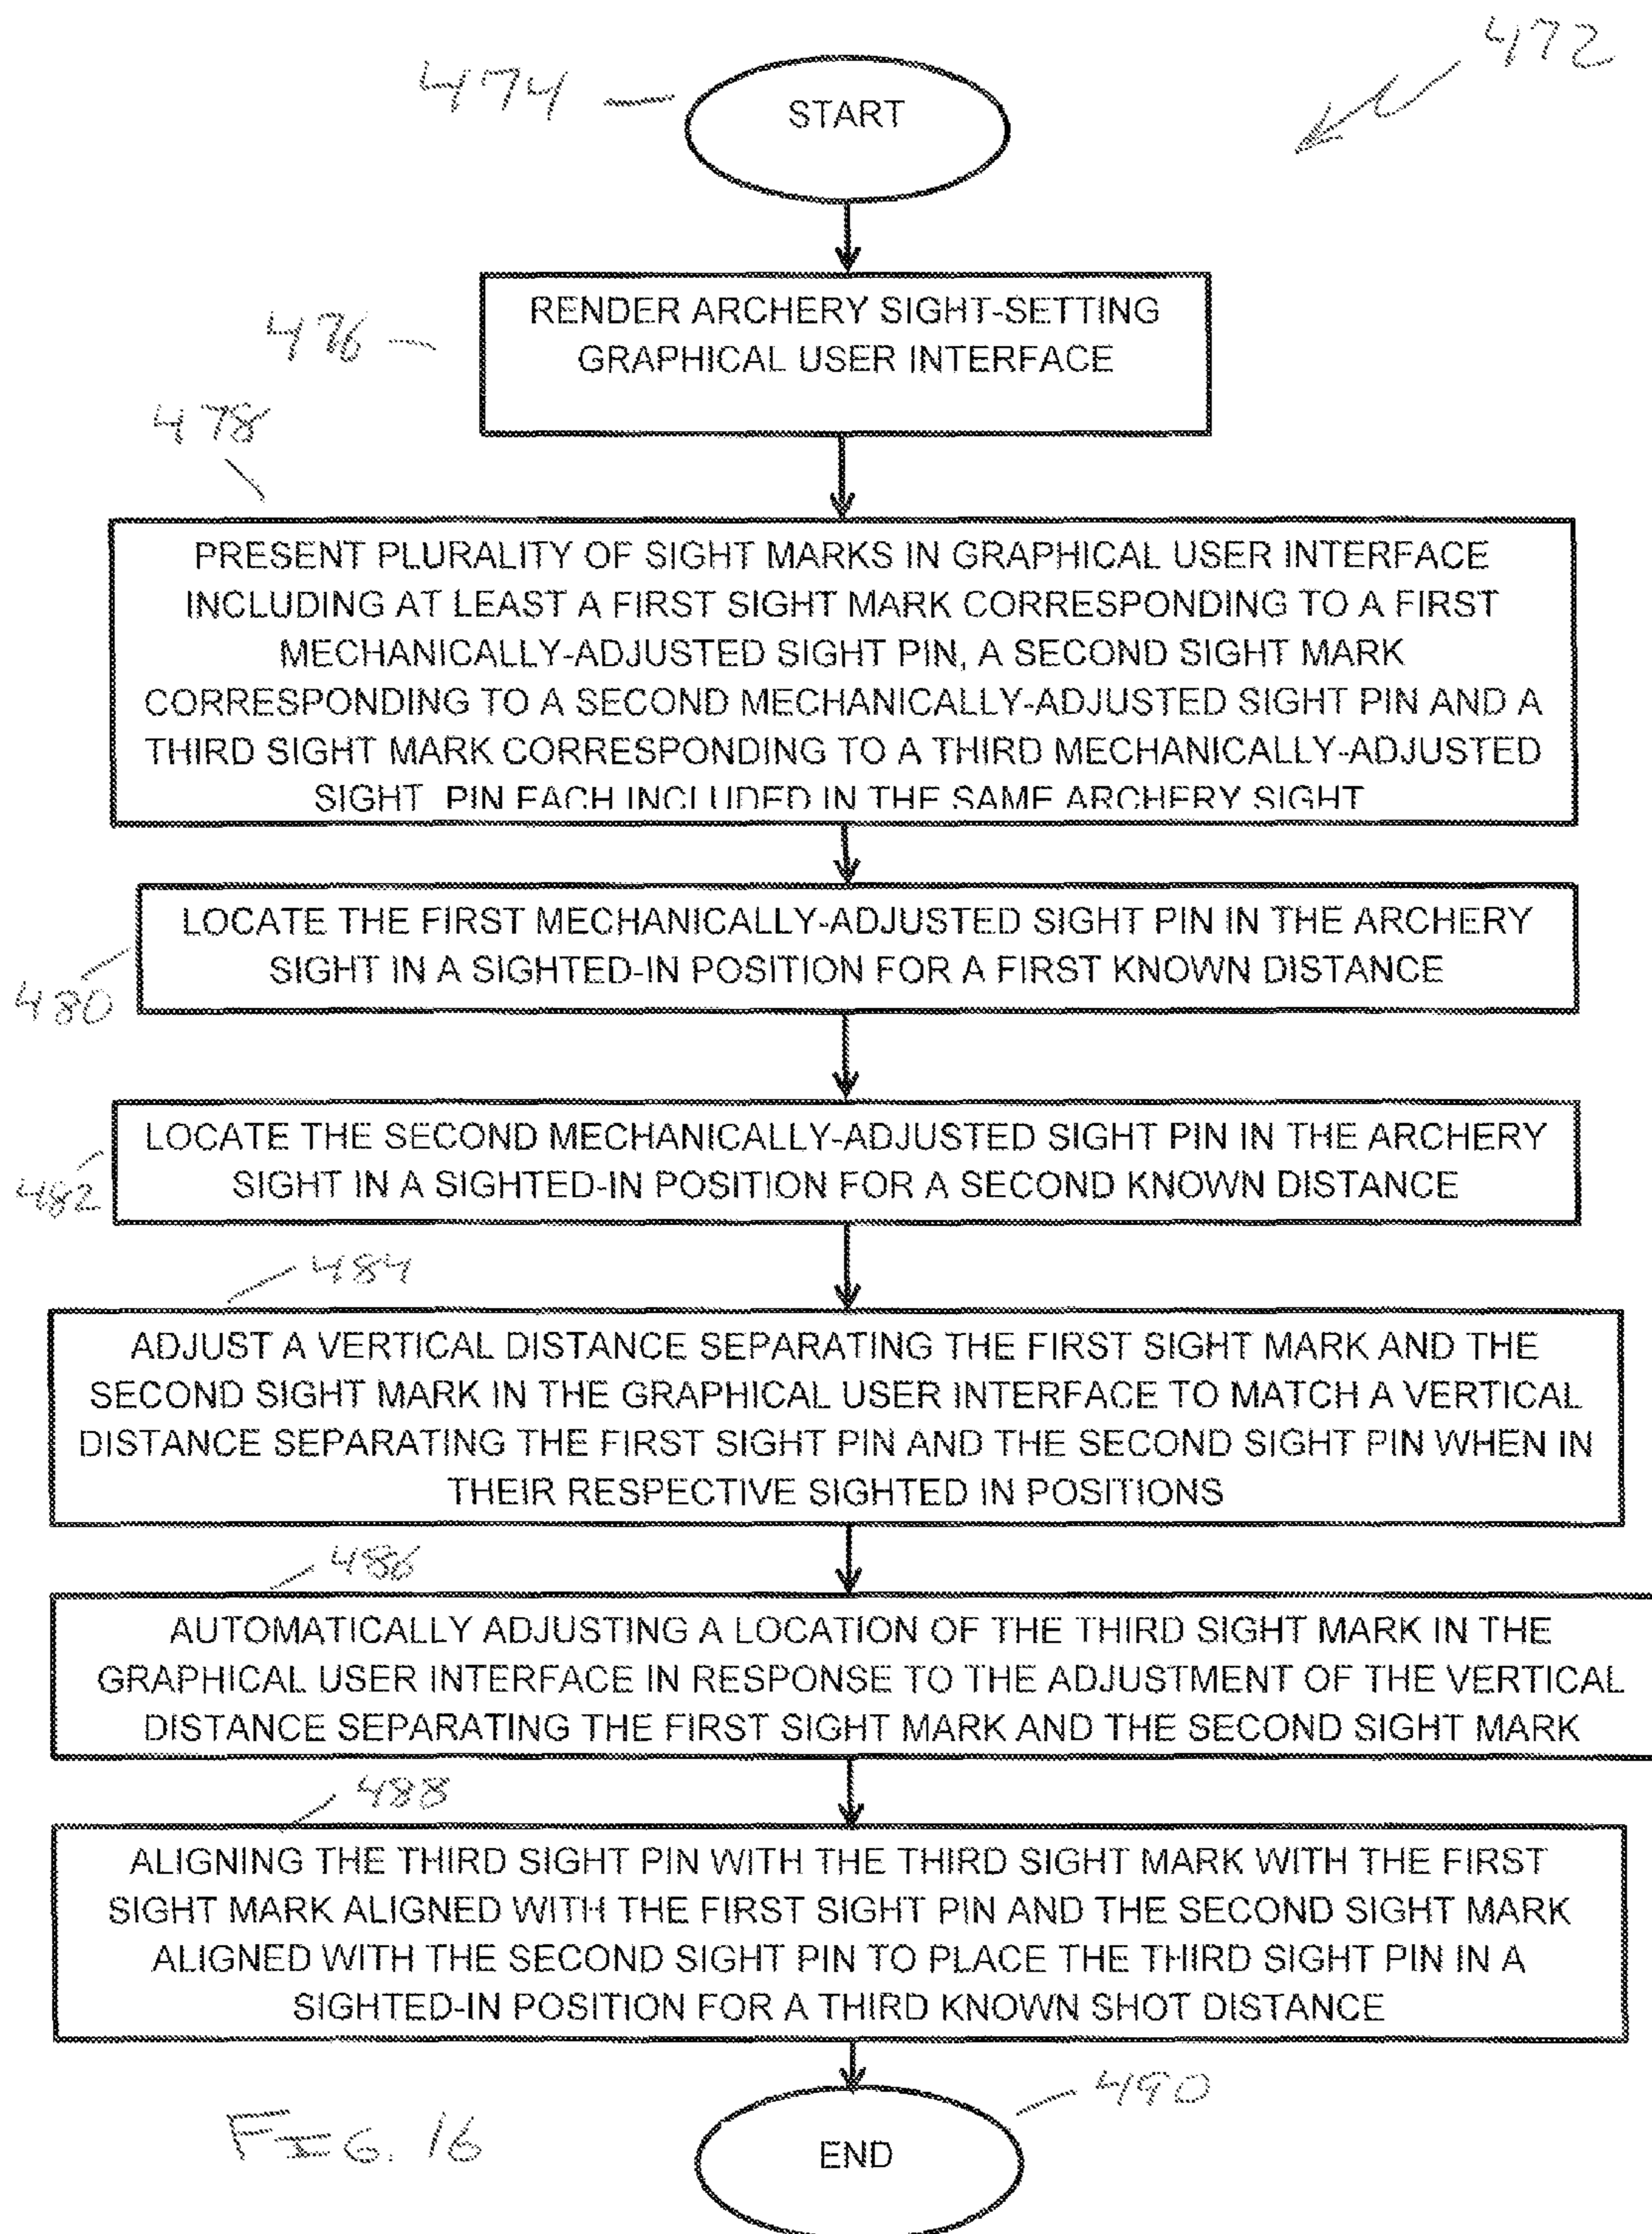 472
474
START
476
RENDER ARCHERY SIGHT-SETTING
GRAPHICAL USER INTERFACE
478
PRESENT PLURALITY OF SIGHT MARKS IN GRAPHICAL USER INTERFACE
INCLUDING AT LEAST A FIRST SIGHT MARK CORRESPONDING TO A FIRST
MECHANICALLY-ADJUSTED SIGHT PIN, A SECOND SIGHT MARK
CORRESPONDING TO A SECOND MECHANICALLY-ADJUSTED SIGHT PIN AND A
THIRD SIGHT MARK CORRESPONDING TO A THIRD MECHANICALLY-ADJUSTED
SIGHT PIN EACH INCLUDED IN THE SAME ARCHERY SIGHT
480
LOCATE THE FIRST MECHANICALLY-ADJUSTED SIGHT PIN IN THE ARCHERY
SIGHT IN A SIGHTED-IN POSITION FOR A FIRST KNOWN DISTANCE
482
LOCATE THE SECOND MECHANICALLY-ADJUSTED SIGHT PIN IN THE ARCHERY
SIGHT IN A SIGHTED-IN POSITION FOR A SECOND KNOWN DISTANCE
484
ADJUST A VERTICAL DISTANCE SEPARATING THE FIRST SIGHT MARK AND THE
SECOND SIGHT MARK IN THE GRAPHICAL USER INTERFACE TO MATCH A VERTICAL
DISTANCE SEPARATING THE FIRST SIGHT PIN AND THE SECOND SIGHT PIN WHEN IN
THEIR RESPECTIVE SIGHTED IN POSITIONS
486
AUTOMATICALLY ADJUSTING A LOCATION OF THE THIRD SIGHT MARK IN THE
GRAPHICAL USER INTERFACE IN RESPONSE TO THE ADJUSTMENT OF THE VERTICAL
DISTANCE SEPARATING THE FIRST SIGHT MARK AND THE SECOND SIGHT MARK
488
ALIGNING THE THIRD SIGHT PIN WITH THE THIRD SIGHT MARK WITH THE FIRST
SIGHT MARK ALIGNED WITH THE FIRST SIGHT PIN AND THE SECOND SIGHT MARK
ALIGNED WITH THE SECOND SIGHT PIN TO PLACE THE THIRD SIGHT PIN IN A
SIGHTED-IN POSITION FOR A THIRD KNOWN SHOT DISTANCE
490
END
FIG. 16